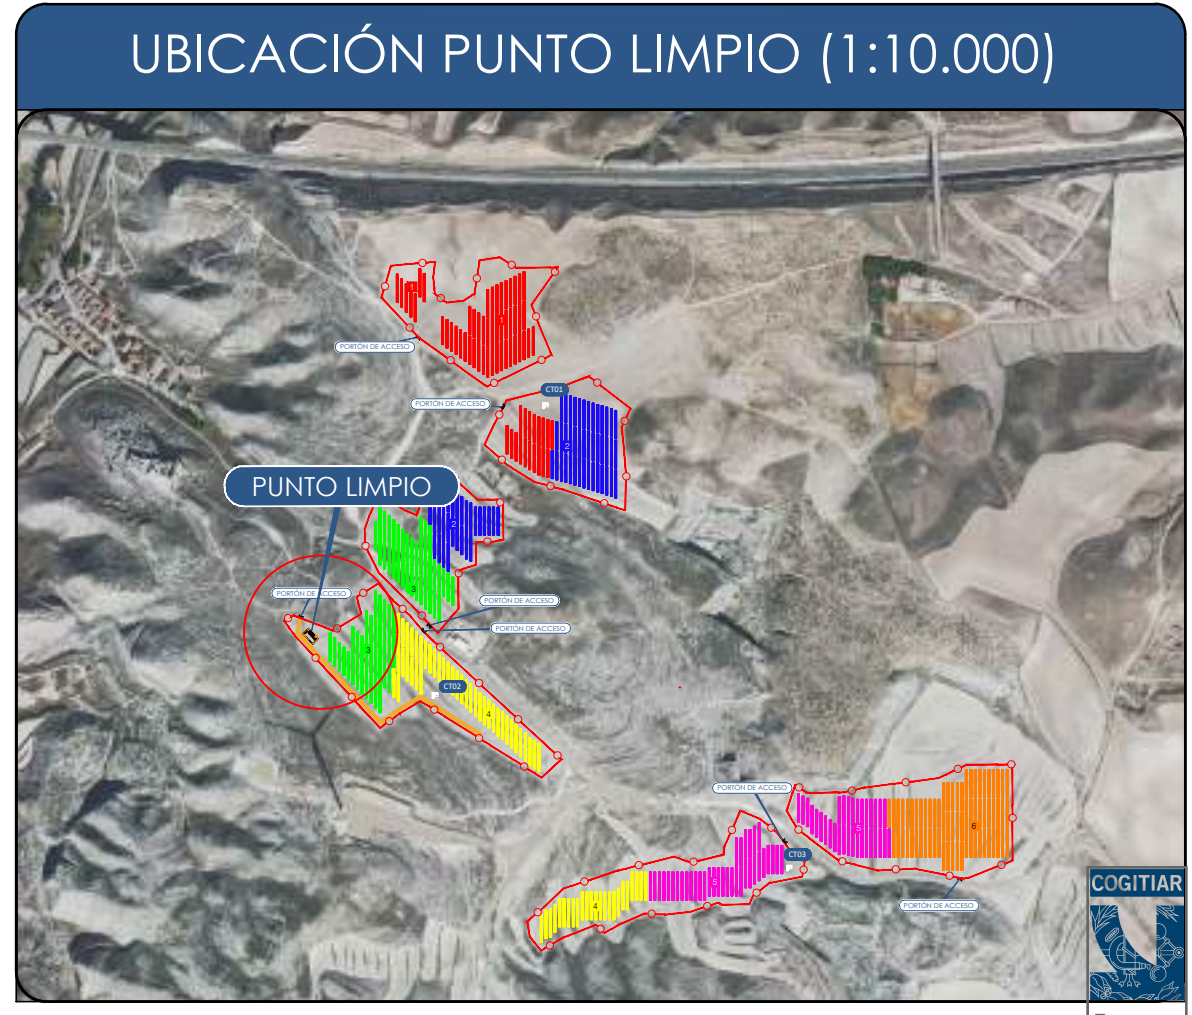 UBICACIÓN PUNTO LIMPIO (1:10.000)
1
1
PORTÓN DE ACCESO
CT01
PORTÓN DE ACCESO
2
PUNTO LIMPIO
2
3
PORTÓN DE ACCESO
PORTÓN DE ACCESO
PORTÓN DE ACCESO
3
CT02
4
PORTÓN DE ACCESO
5
6
CT03
5
4
PORTÓN DE ACCESO
COGITIAR